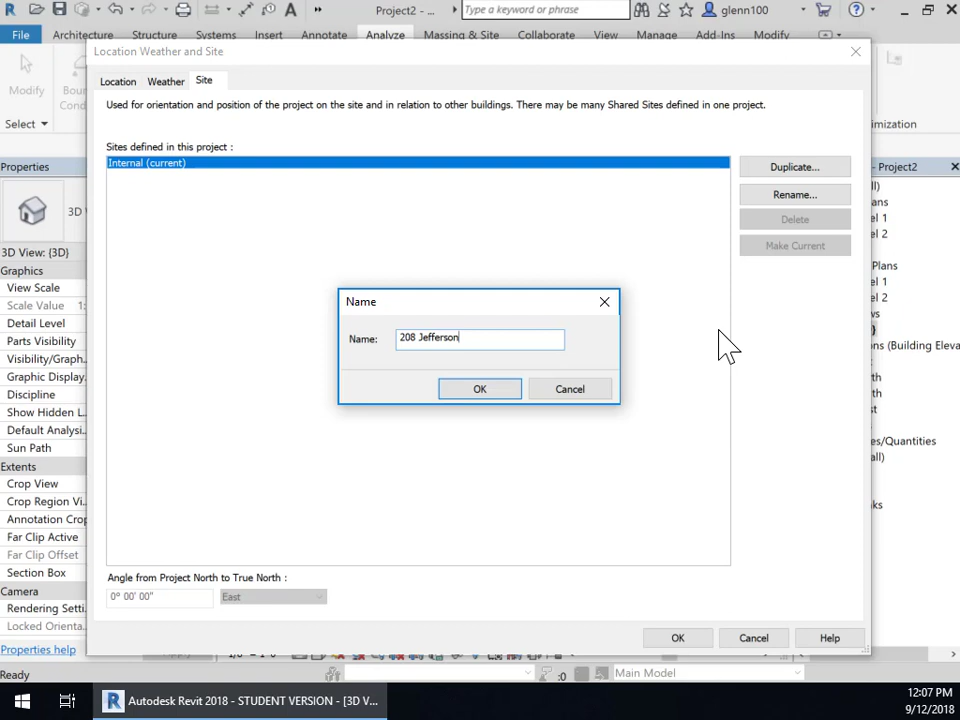 Project2 - ...
Type a keyword or phrase
glenn100
File Architecture Structure Systems Insert Annotate Analyze Massing & Site Collaborate View Manage Add-Ins Modify
Location Weather and Site
Modify
Select
Location Weather Site
Used for orientation and position of the project on the site and in relation to other buildings. There may be many Shared Sites defined in one project.
Sites defined in this project :
Internal (current)
Duplicate...
Rename...
Delete
Make Current
Name
Name: 208 Jefferson
OK Cancel
Angle from Project North to True North :
0° 00' 00"
East
OK Cancel Help
Properties
3D View: {3D}
Graphics
View Scale
Scale Value 1:
Detail Level
Parts Visibility
Visibility/Graph...
Graphic Display...
Discipline
Show Hidden L...
Default Analysi...
Sun Path
Extents
Crop View
Crop Region Vi...
Annotation Crop
Far Clip Active
Far Clip Offset
Section Box
Camera
Rendering Setti...
Locked Orienta...
Properties help
- Project2
Plans
el 1
el 2
ons (Building Eleva
es/Quantities
Ready
:0
Main Model
Autodesk Revit 2018 - STUDENT VERSION - [3D V...
12:07 PM
9/12/2018